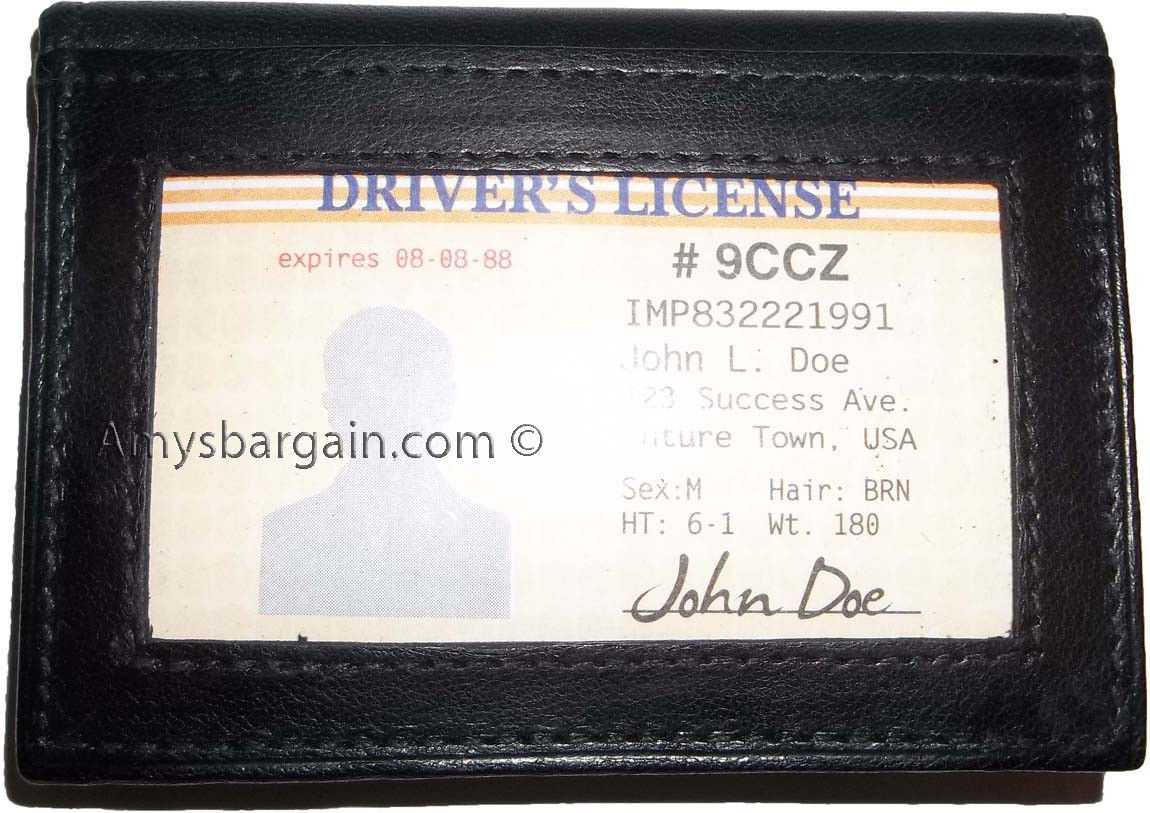 DRIVER'S LICENSE
expires 08-08-88
# 9CCZ
IMP832221991
John L. Doe
Success Ave.
Town, USA
Sex:M Hair: BRN
HT: 6-1 Wt. 180
John Doe
Amysbargain.com ©